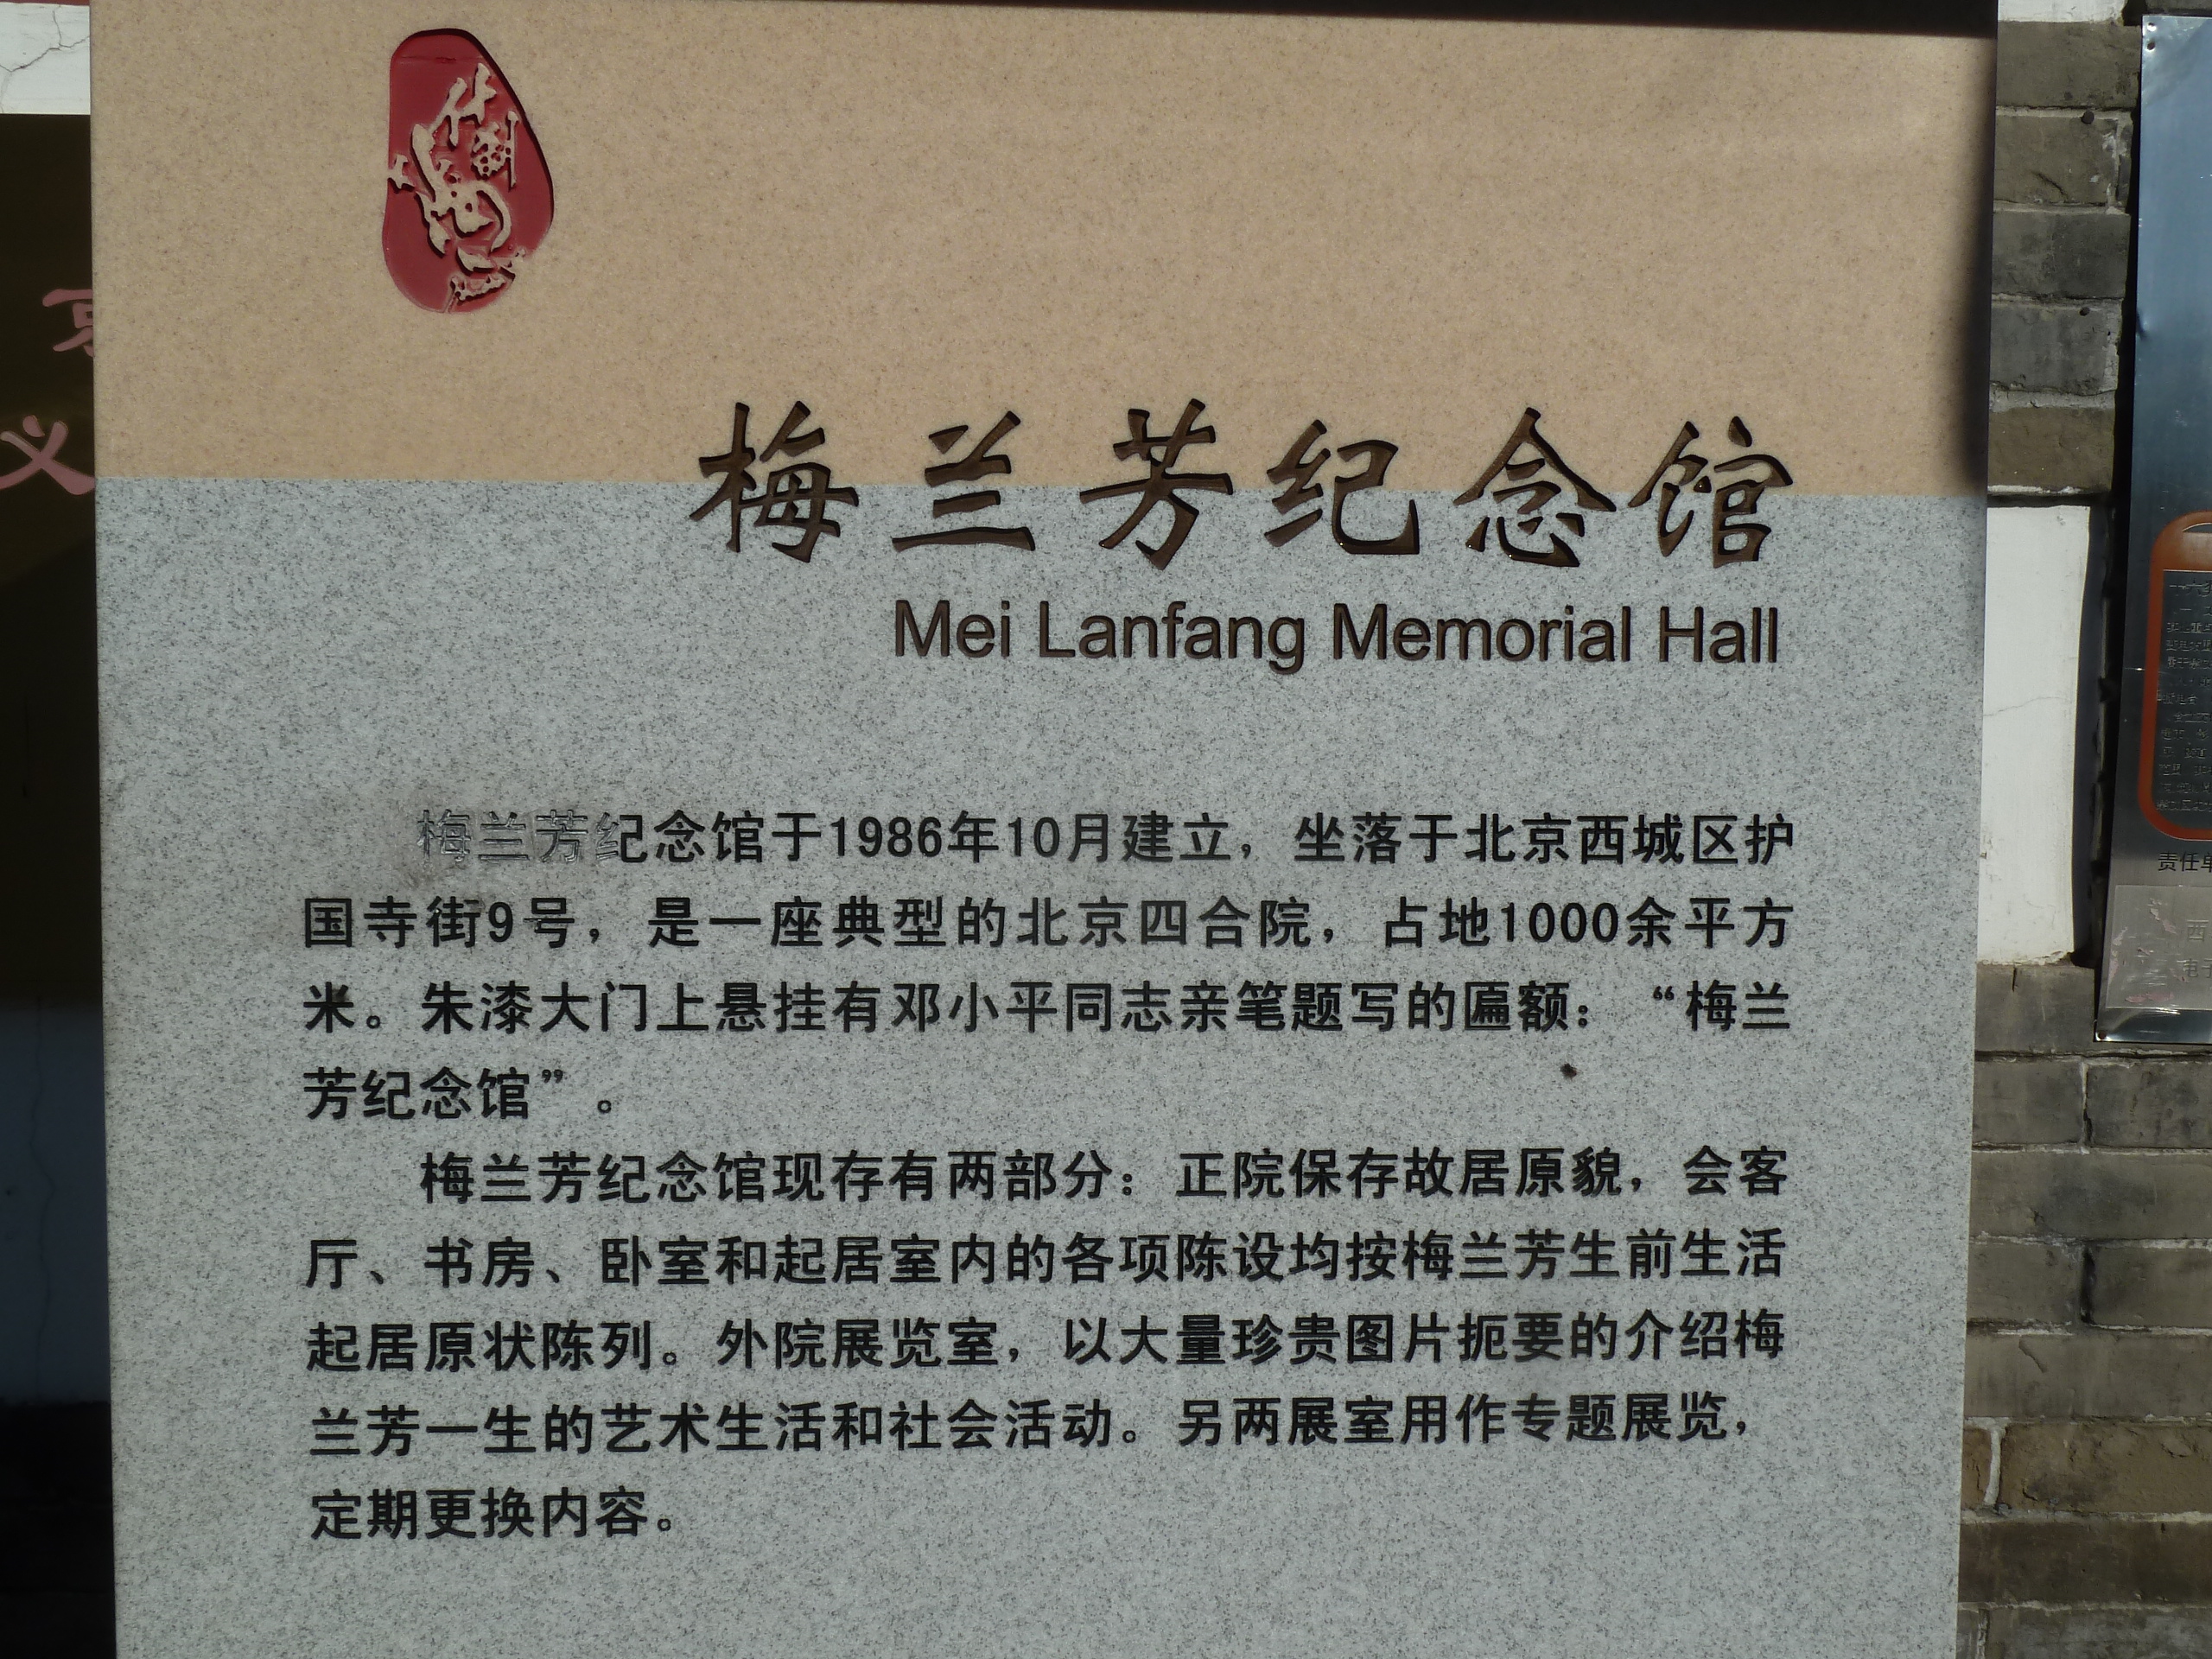 梅兰芳纪念馆
Mei Lanfang Memorial Hall
梅兰芳纪念馆于1986年10月建立，坐落于北京西城区护
国寺街9号，是一座典型的北京四合院，占地1000余平方
米。朱漆大门上悬挂有邓小平同志亲笔题写的匾额：“梅兰
芳纪念馆”。
梅兰芳纪念馆现存有两部分：正院保存故居原貌，会客
厅、书房、卧室和起居室内的各项陈设均按梅兰芳生前生活
起居原状陈列。外院展览室，以大量珍贵图片扼要的介绍梅
兰芳一生的艺术生活和社会活动。另两展室用作专题展览，
定期更换内容。
义
责任单
西
电